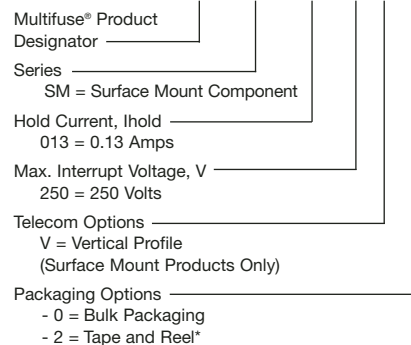 Multifuse® Product
Designator
Series
SM = Surface Mount Component
Hold Current, Ihold
013 = 0.13 Amps
Max. Interrupt Voltage, V
250 = 250 Volts
Telecom Options
V = Vertical Profile
(Surface Mount Products Only)
Packaging Options
- 0 = Bulk Packaging
- 2 = Tape and Reel*